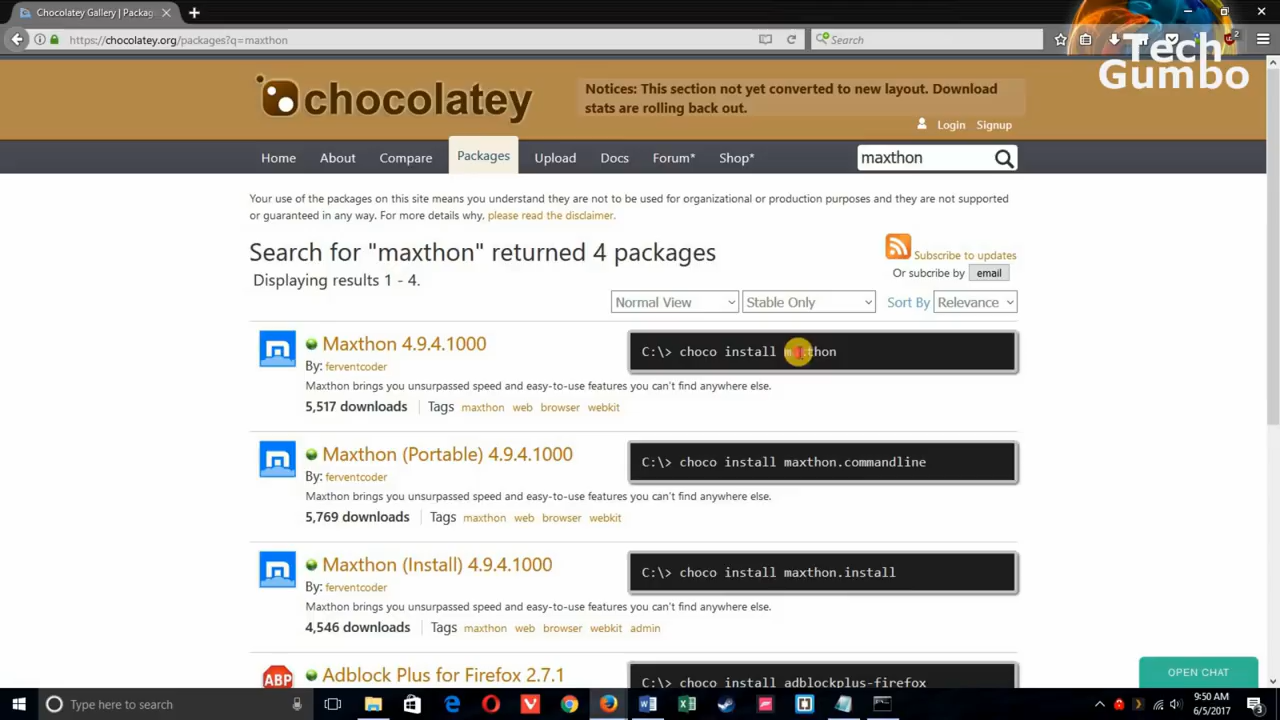 Chocolatey Gallery | Packag
https://chocolatey.org/packages?q=maxthon
Search
2
Tech
Gumbo
chocolatey
Notices: This section not yet converted to new layout. Download
stats are rolling back out.
Login Signup
Home About Compare Packages Upload Docs Forum* Shop*
maxthon
Your use of the packages on this site means you understand they are not to be used for organizational or production purposes and they are not supported
or guaranteed in any way. For more details why, please read the disclaimer.
Search for "maxthon" returned 4 packages
Subscribe to updates
Displaying results 1 - 4.
Or subcribe by email
Normal View Stable Only Sort By Relevance
Maxthon 4.9.4.1000
C:\> choco install maxthon
By: ferventcoder
Maxthon brings you unsurpassed speed and easy-to-use features you can't find anywhere else.
5,517 downloads Tags maxthon web browser webkit
Maxthon (Portable) 4.9.4.1000
C:\> choco install maxthon.commandline
By: ferventcoder
Maxthon brings you unsurpassed speed and easy-to-use features you can't find anywhere else.
5,769 downloads Tags maxthon web browser webkit
Maxthon (Install) 4.9.4.1000
C:\> choco install maxthon.install
By: ferventcoder
Maxthon brings you unsurpassed speed and easy-to-use features you can't find anywhere else.
4,546 downloads Tags maxthon web browser webkit admin
ABP
Adblock Plus for Firefox 2.7.1
C:\> choco install adblockplus-firefox
OPEN CHAT
Type here to search
9:50 AM
6/5/2017
3